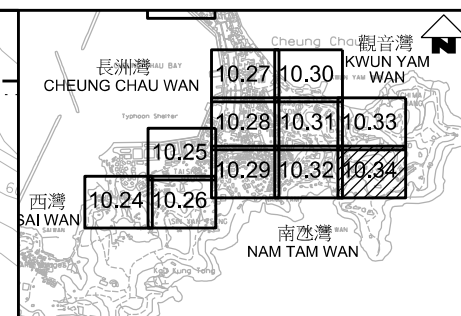 長洲灣
CHEUNG CHAU WAN
Cheung Chau
觀音灣
KWUN YAM
WAN
N
Typhoon Shelter
10.27 10.30
10.28 10.31 10.33
10.25
10.29 10.32 10.34
10.24 10.26
西灣
SAI WAN
南氹灣
NAM TAM WAN